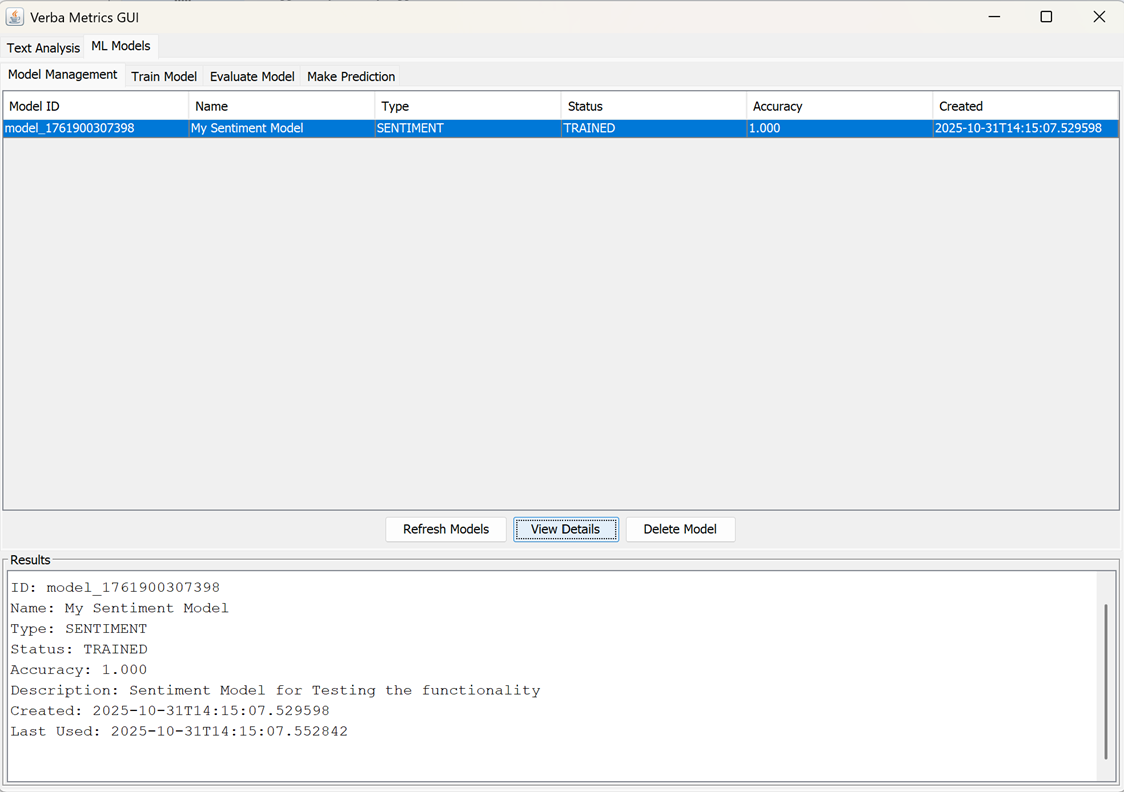 Verba Metrics GUI
Text Analysis ML Models
Model Management Train Model Evaluate Model Make Prediction
Model ID Name Type Status Accuracy Created
model_1761900307398 My Sentiment Model SENTIMENT TRAINED 1.000 2025-10-31T14:15:07.529598
Refresh Models View Details Delete Model
Results
ID: model_1761900307398
Name: My Sentiment Model
Type: SENTIMENT
Status: TRAINED
Accuracy: 1.000
Description: Sentiment Model for Testing the functionality
Created: 2025-10-31T14:15:07.529598
Last Used: 2025-10-31T14:15:07.552842